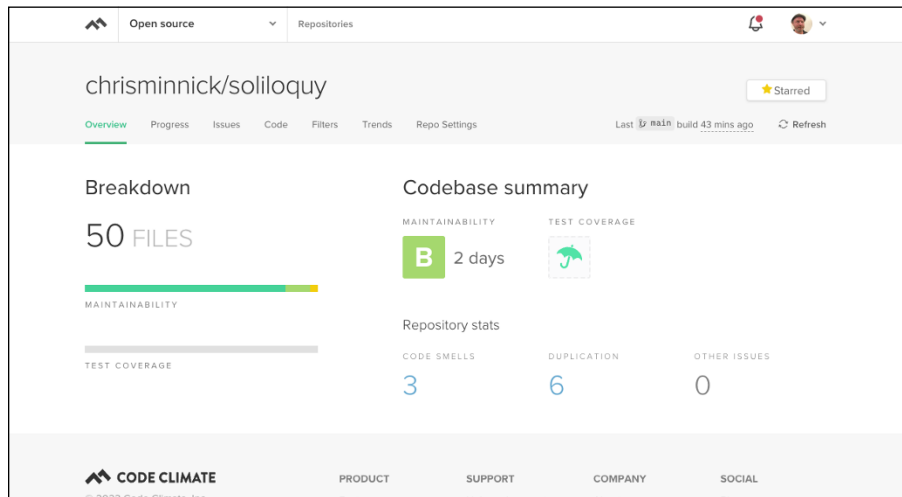 Open source
Repositories
chrisminnick/soliloquy
Starred
Overview Progress Issues Code Filters Trends Repo Settings
Last main build 43 mins ago Refresh
Breakdown
50 FILES
MAINTAINABILITY
TEST COVERAGE
Codebase summary
MAINTAINABILITY TEST COVERAGE
B 2 days
Repository stats
CODE SMELLS DUPLICATION OTHER ISSUES
3 6 0
CODE CLIMATE PRODUCT SUPPORT COMPANY SOCIAL